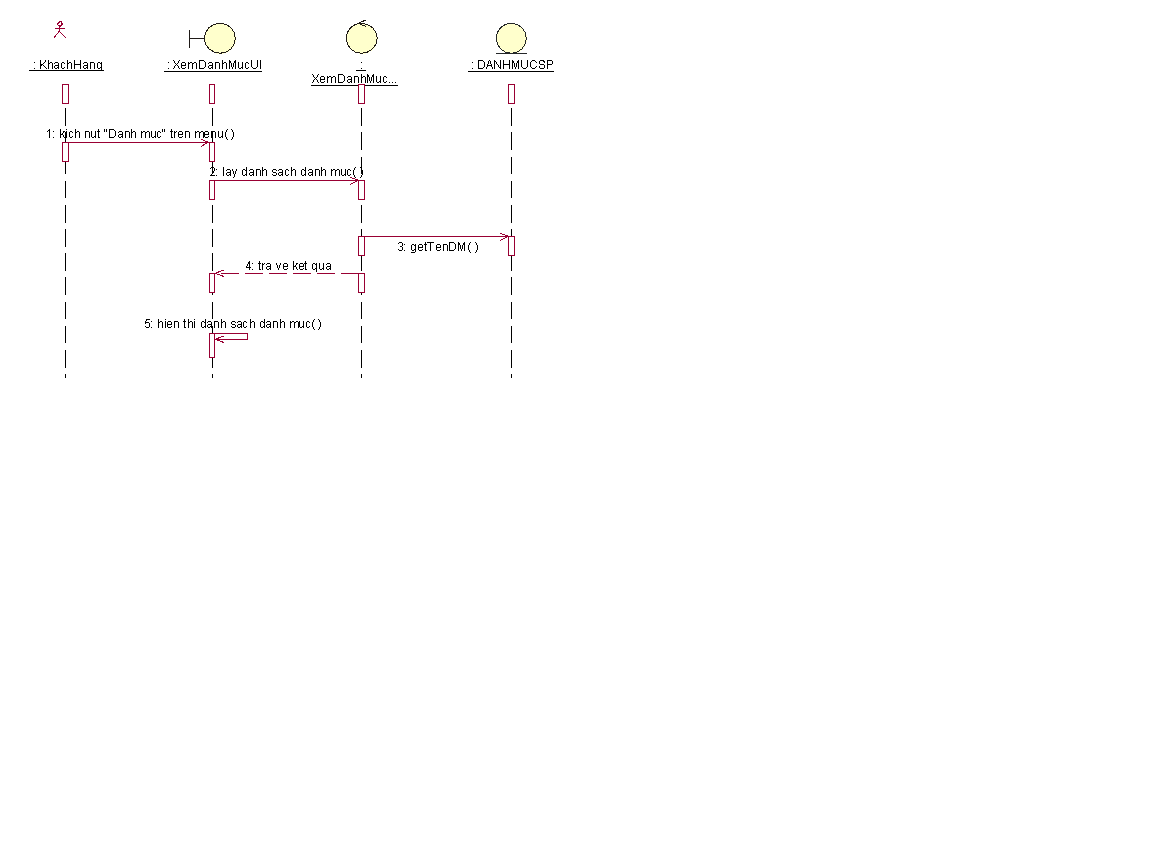 : KhachHang
: XemDanhMucUI
:
XemDanhMuc...
: DANHMUCSP
1: kich nut "Danh muc" tren menu( )
2: lay danh sach danh muc( )
3: getTenDM( )
4: tra ve ket qua
5: hien thi danh sach danh muc( )